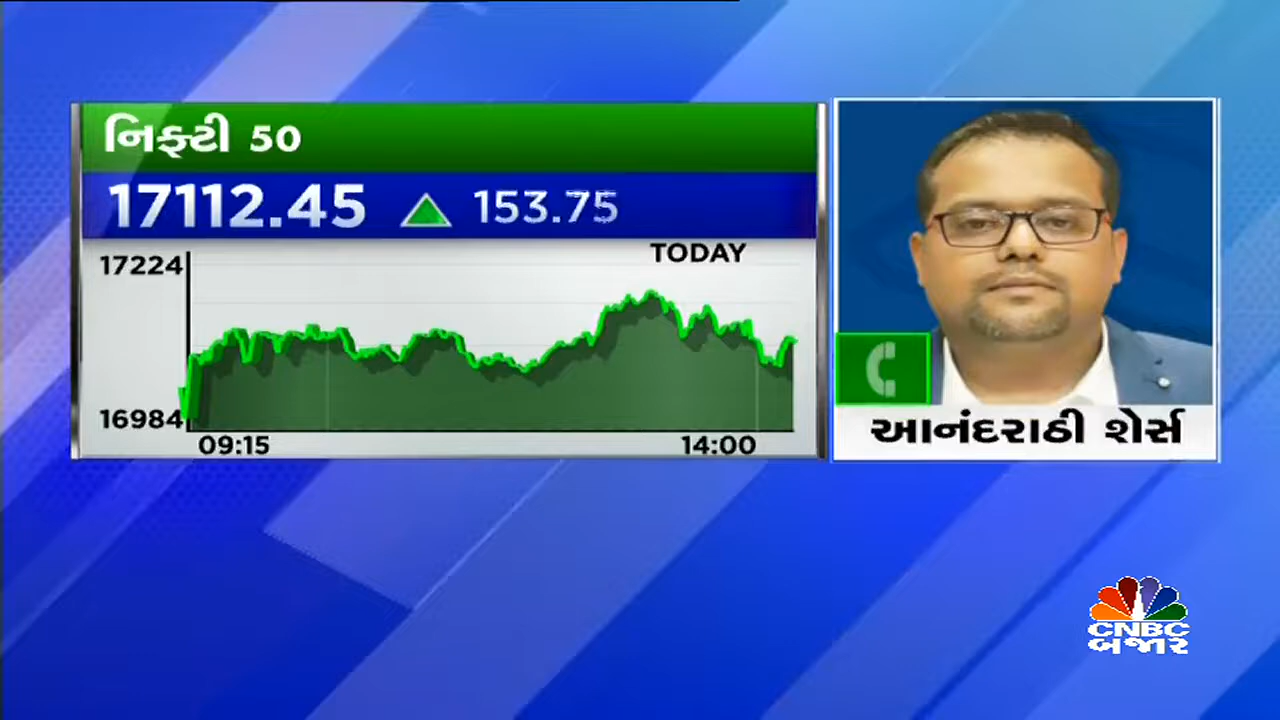 નિફ્ટી 50
17112.45 ▲ 153.75
TODAY
17224
16984
09:15 14:00
આનંદરાઠી શેર્સ
CNBC
બજાર